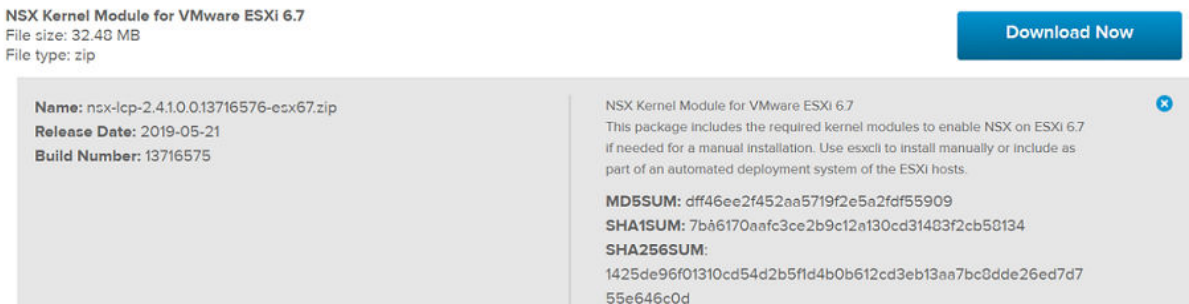 NSX Kernel Module for VMware ESXi 6.7
File size: 32.48 MB
File type: zip
Download Now
Name: nsx-lcp-2.4.1.0.0.13716576-esx67.zip
Release Date: 2019-05-21
Build Number: 13716575
NSX Kernel Module for VMware ESXi 6.7
This package includes the required kernel modules to enable NSX on ESXi 6.7
if needed for a manual installation. Use esxcli to install manually or include as
part of an automated deployment system of the ESXi hosts.
MD5SUM: dff46ee2f452aa5719f2e5a2fdf55909
SHA1SUM: 7ba6170aafc3ce2b9c12a130cd31483f2cb58134
SHA256SUM:
1425de96f01310cd54d2b5f1d4b0b612cd3eb13aa7bc8dde26ed7d7
55e646c0d